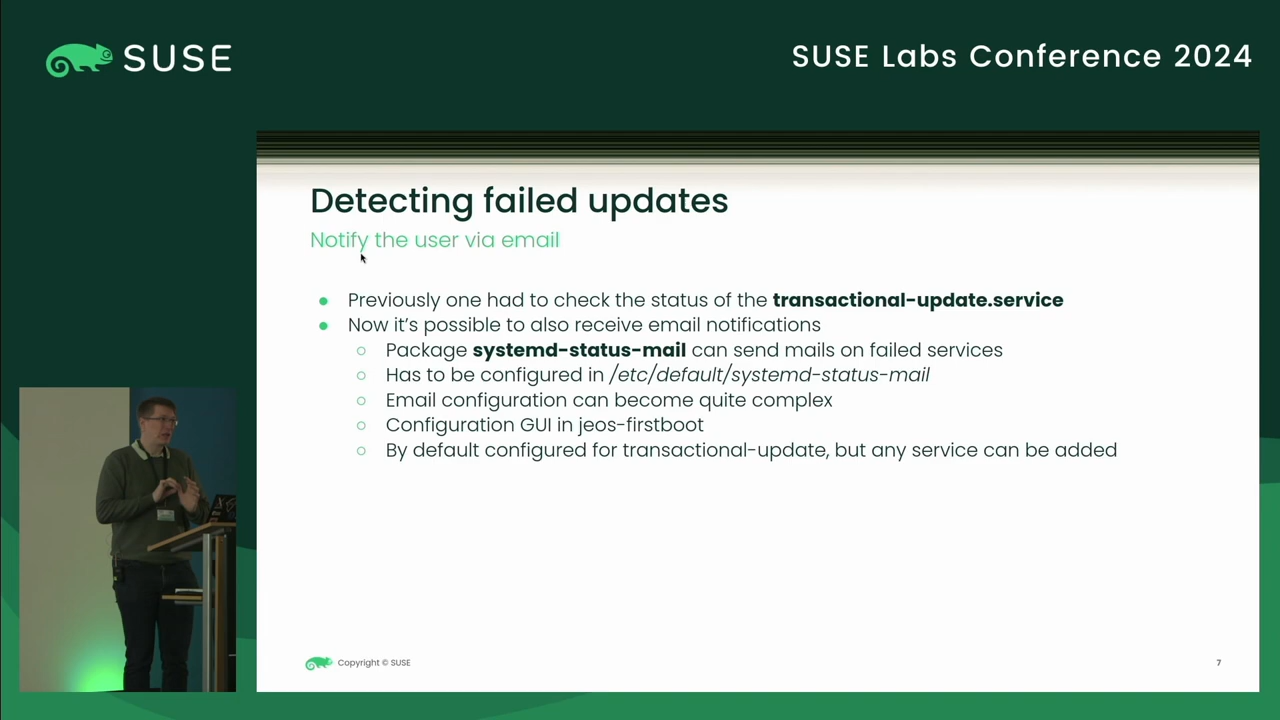 SUSE
SUSE Labs Conference 2024
Detecting failed updates
Notify the user via email
Previously one had to check the status of the transactional-update.service
Now it's possible to also receive email notifications
Package systemd-status-mail can send mails on failed services
Has to be configured in /etc/default/systemd-status-mail
Email configuration can become quite complex
Configuration GUI in jeos-firstboot
By default configured for transactional-update, but any service can be added
Copyright © SUSE
7